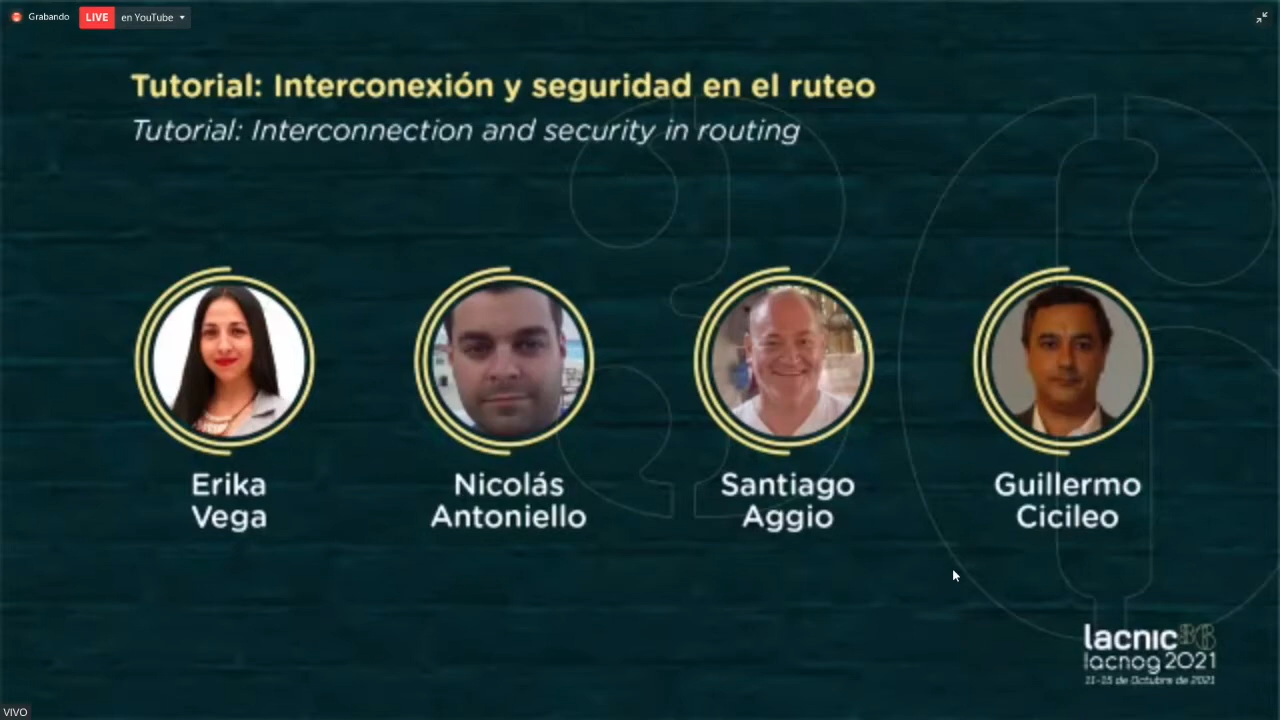 Grabando
LIVE
en YouTube
Tutorial: Interconexión y seguridad en el ruteo
Tutorial: Interconnection and security in routing
Erika
Vega
Nicolás
Antoniello
Santiago
Aggio
Guillermo
Cicileo
lacnic36
lacnog 2021
11-15 de Octubre de 2021
VIVO